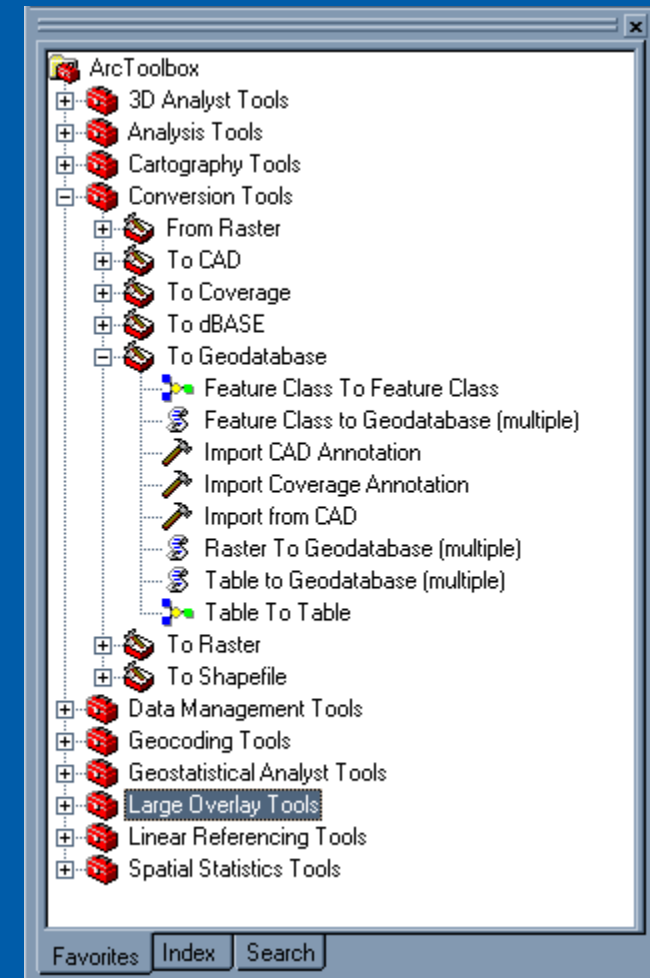 ArcToolbox
3D Analyst Tools
Analysis Tools
Cartography Tools
Conversion Tools
From Raster
To CAD
To Coverage
To dBASE
To Geodatabase
Feature Class To Feature Class
Feature Class to Geodatabase (multiple)
Import CAD Annotation
Import Coverage Annotation
Import from CAD
Raster To Geodatabase (multiple)
Table to Geodatabase (multiple)
Table To Table
To Raster
To Shapefile
Data Management Tools
Geocoding Tools
Geostatistical Analyst Tools
Large Overlay Tools
Linear Referencing Tools
Spatial Statistics Tools
Favorites Index Search